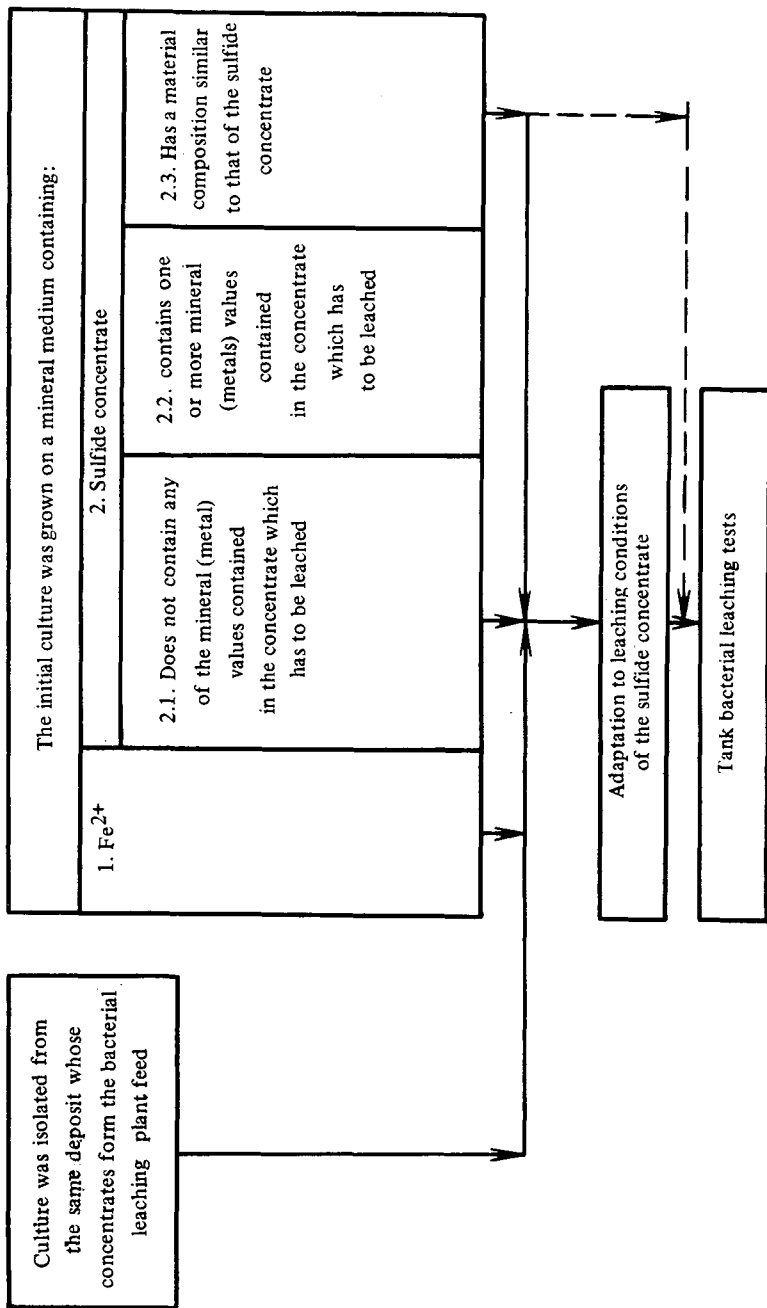 Culture was isolated from
the same deposit whose
concentrates form the bacterial
leaching plant feed
The initial culture was grown on a mineral medium containing:
1. Fe2+
2. Sulfide concentrate
2.1. Does not contain any
of the mineral (metal)
values contained
in the concentrate which
has to be leached
2.2. contains one
or more mineral
(metals) values
contained
in the concentrate
which has
to be leached
2.3. Has a material
composition similar
to that of the sulfide
concentrate
Adaptation to leaching conditions
of the sulfide concentrate
Tank bacterial leaching tests